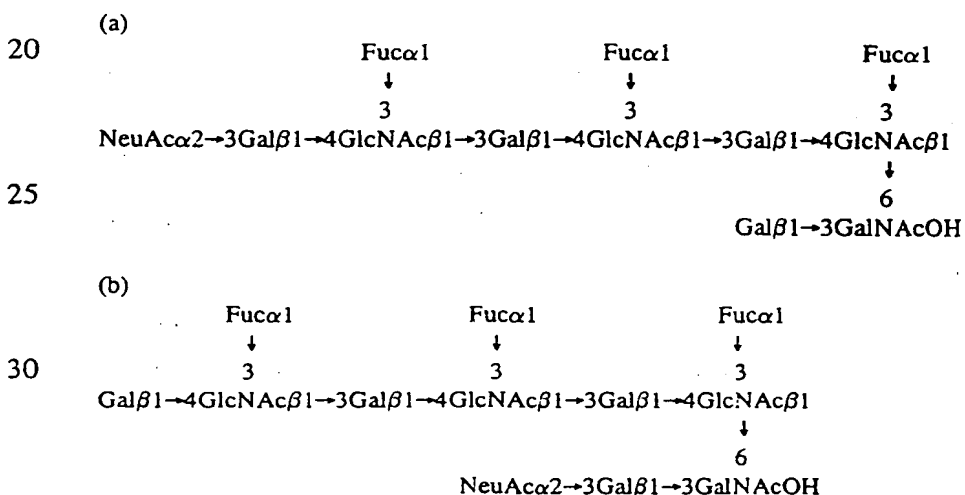 (a)
20 Fucα1 Fucα1 Fucα1
↓ ↓ ↓
3 3 3
NeuAcα2→3Galβ1→4GlcNAcβ1→3Galβ1→4GlcNAcβ1→3Galβ1→4GlcNAcβ1
↓
25 6
Galβ1→3GalNAcOH
(b)
Fucα1 Fucα1 Fucα1
↓ ↓ ↓
30 3 3 3
Galβ1→4GlcNAcβ1→3Galβ1→4GlcNAcβ1→3Galβ1→4GlcNAcβ1
↓
6
NeuAcα2→3Galβ1→3GalNAcOH